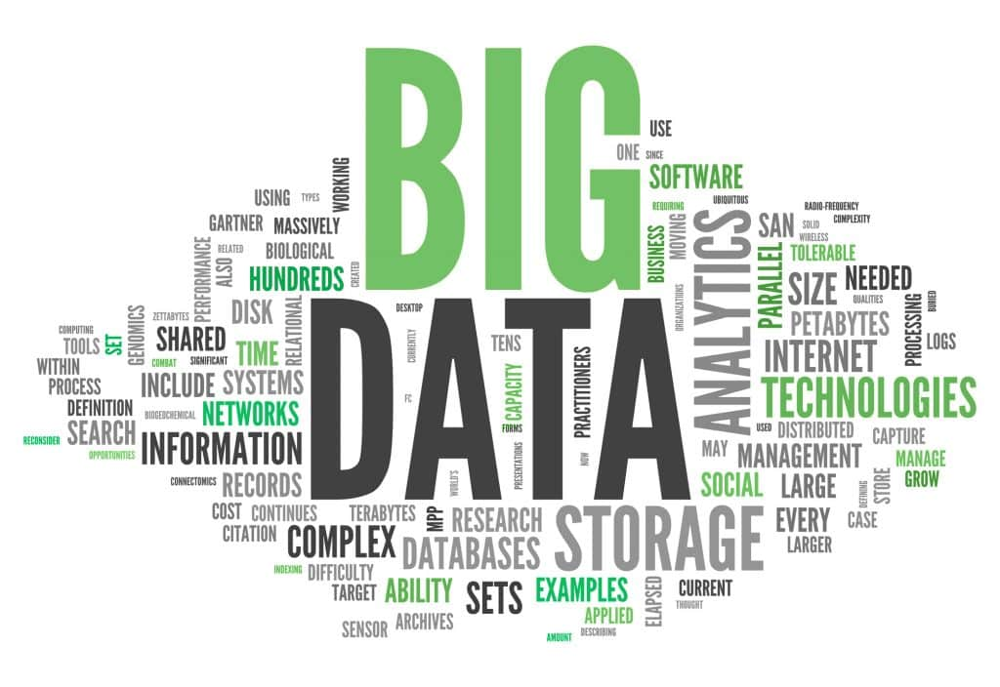 BIG
DATA
USE
ONE
SINCE
SOFTWARE
WORKING
USING
TYPES
GARTNER
MASSIVELY
RELATED
BIOLOGICAL
PERFORMANCE
ALSO
HUNDREDS
CREATED
REQUIRING
UBIQUITOUS
BUSINESS
MOVING
ANALYTICS
SAN
RADIO-FREQUENCY
COMPLEXITY
SOLID
WIRELESS
PARALLEL
TOLERABLE
SIZE
NEEDED
QUALITIES
PETABYTES
PROCESSING
BURIED
LOGS
ORGANIZATIONS
INTERNET
TECHNOLOGIES
ZETTABYTES
DISK
RELATIONAL
DESKTOP
CURRENTLY
TENS
CAPACITY
PRACTITIONERS
COMPUTING
TOOLS
SET
GENOMICS
SHARED
TIME
COMBAT
SIGNIFICANT
WITHIN
PROCESS
INCLUDE
SYSTEMS
FC
DEFINITION
BIOGEOCHEMICAL
NETWORKS
FORMS
SEARCH
RECONSIDER
OPPORTUNITIES
INFORMATION
PRESENTATIONS
NOW
WORLD'S
USED
DISTRIBUTED
CAPTURE
MAY
MANAGEMENT
MANAGE
GROW
CONNECTOMICS
RECORDS
SOCIAL
LARGE
DEFINING
STORE
COST
CONTINUES
TERABYTES
MPP
RESEARCH
STORAGE
EVERY
CASE
CITATION
COMPLEX
DATABASES
LARGER
INDEXING
DIFFICULTY
TARGET
ABILITY
SETS
EXAMPLES
ELAPSED
CURRENT
THOUGHT
SENSOR
ARCHIVES
APPLIED
AMOUNT
DESCRIBING